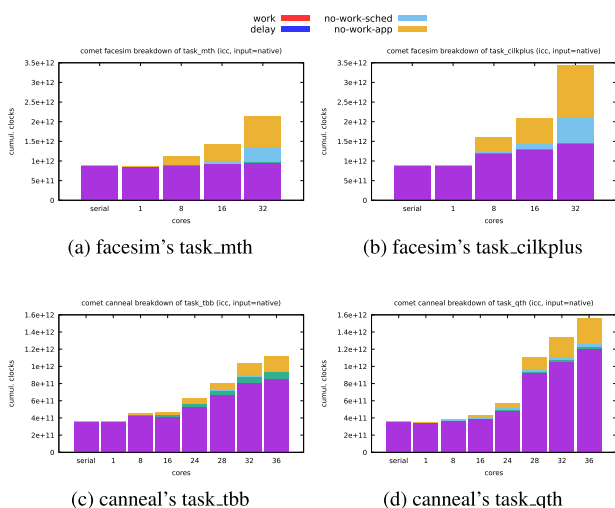 work
no-work-sched
delay
no-work-app
comet facesim breakdown of task_mth (icc, input=native)
3.5e+12
3e+12
2.5e+12
2e+12
1.5e+12
1e+12
5e+11
0
cumul. clocks
serial 1 8 16 32
cores
(a) facesim's task_mth
comet facesim breakdown of task_cilkplus (icc, input=native)
3.5e+12
3e+12
2.5e+12
2e+12
1.5e+12
1e+12
5e+11
0
cumul. clocks
serial 1 8 16 32
cores
(b) facesim's task_cilkplus
comet canneal breakdown of task_tbb (icc, input=native)
1.6e+12
1.4e+12
1.2e+12
1e+12
8e+11
6e+11
4e+11
2e+11
0
cumul. clocks
serial 1 8 16 24 28 32 36
cores
(c) canneal's task_tbb
comet canneal breakdown of task_qth (icc, input=native)
1.6e+12
1.4e+12
1.2e+12
1e+12
8e+11
6e+11
4e+11
2e+11
0
cumul. clocks
serial 1 8 16 24 28 32 36
cores
(d) canneal's task_qth